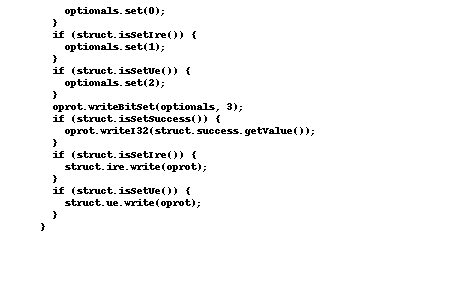 optionals.set(0);
}
if (struct.isSetIre()) {
optionals.set(1);
}
if (struct.isSetUe()) {
optionals.set(2);
}
oprot.writeBitSet(optionals, 3);
if (struct.isSetSuccess()) {
oprot.writeI32(struct.success.getValue());
}
if (struct.isSetIre()) {
struct.ire.write(oprot);
}
if (struct.isSetUe()) {
struct.ue.write(oprot);
}
}